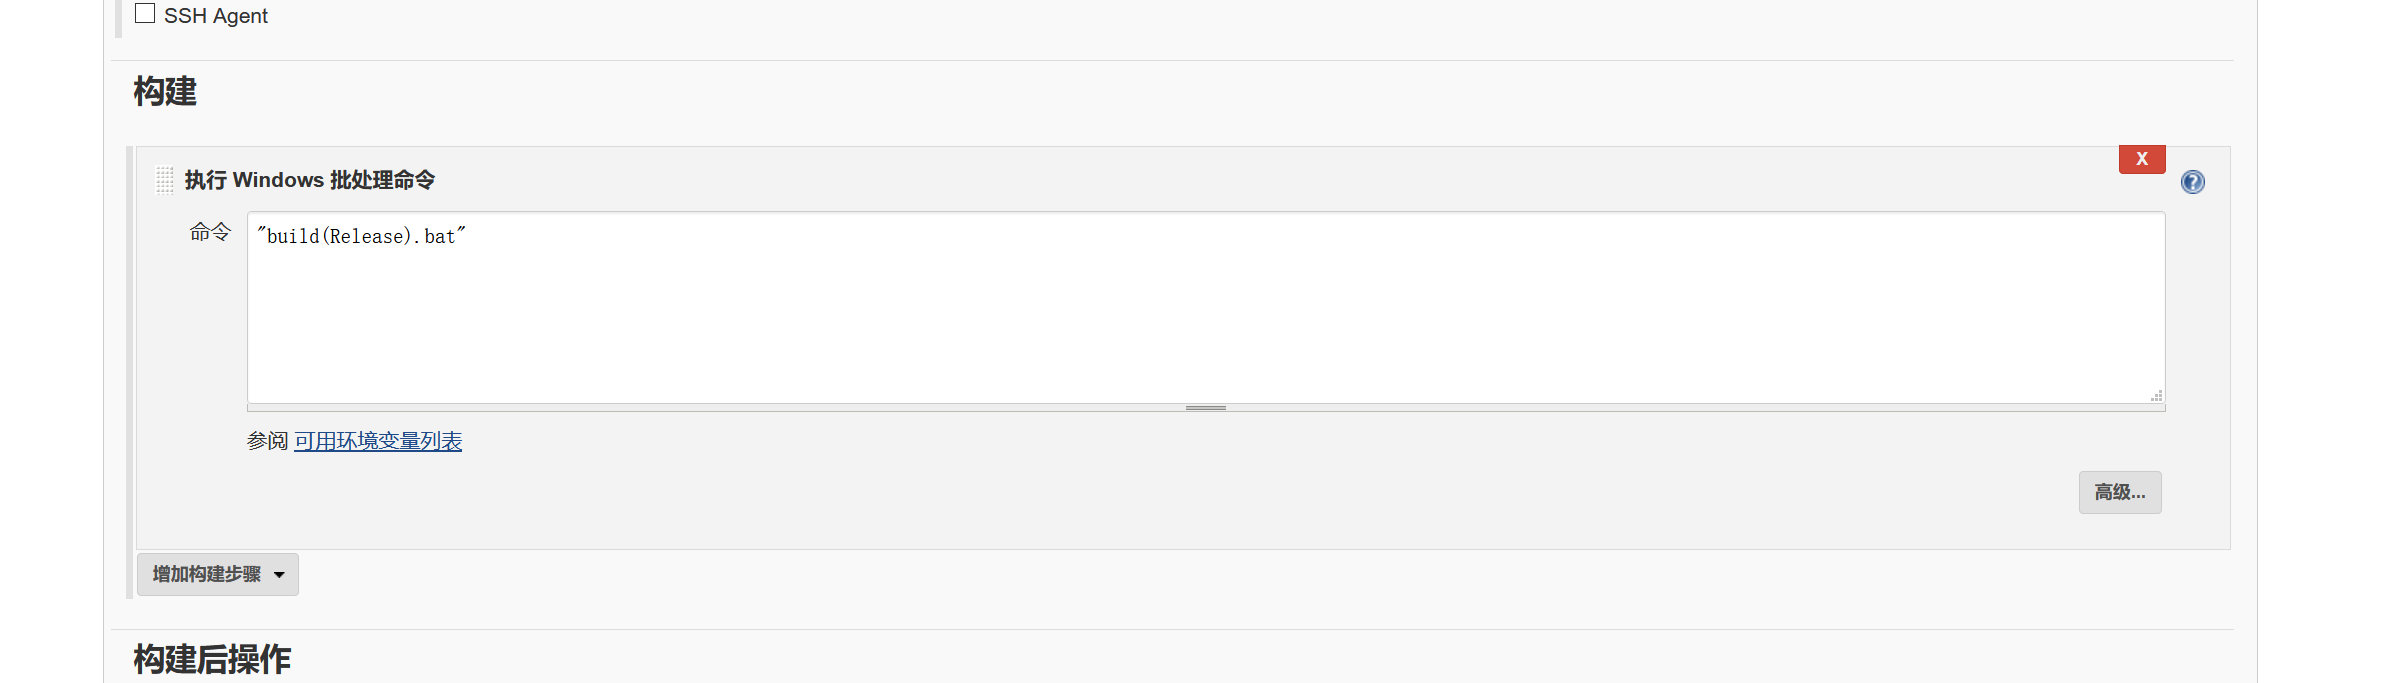 SSH Agent
构建
执行 Windows 批处理命令
X
命令
"build(Release).bat"
参阅 可用环境变量列表
高级...
增加构建步骤
构建后操作